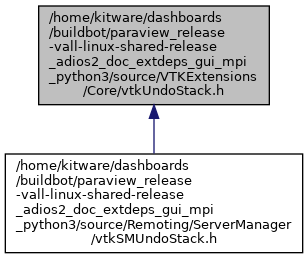 /home/kitware/dashboards
/buildbot/paraview_release
-vall-linux-shared-release
_adios2_doc_extdeps_gui_mpi
_python3/source/VTKExtensions
/Core/vtkUndoStack.h
/home/kitware/dashboards
/buildbot/paraview_release
-vall-linux-shared-release
_adios2_doc_extdeps_gui_mpi
_python3/source/Remoting/ServerManager
/vtkSMUndoStack.h